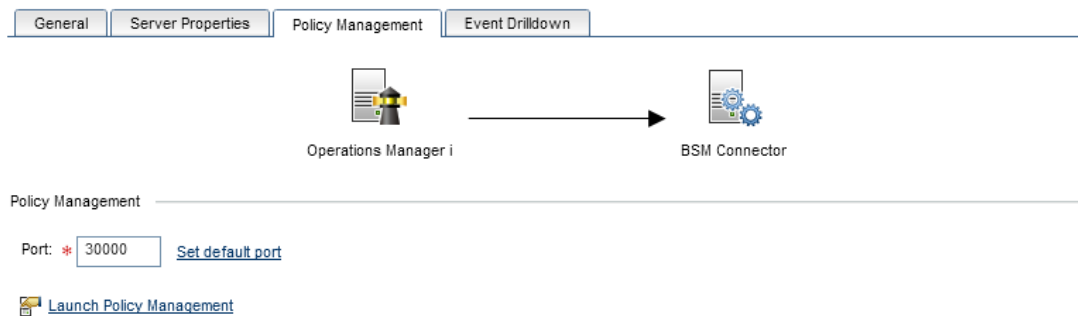 General Server Properties Policy Management Event Drilldown
Operations Manager i BSM Connector
Policy Management
Port: * 30000 Set default port
Launch Policy Management